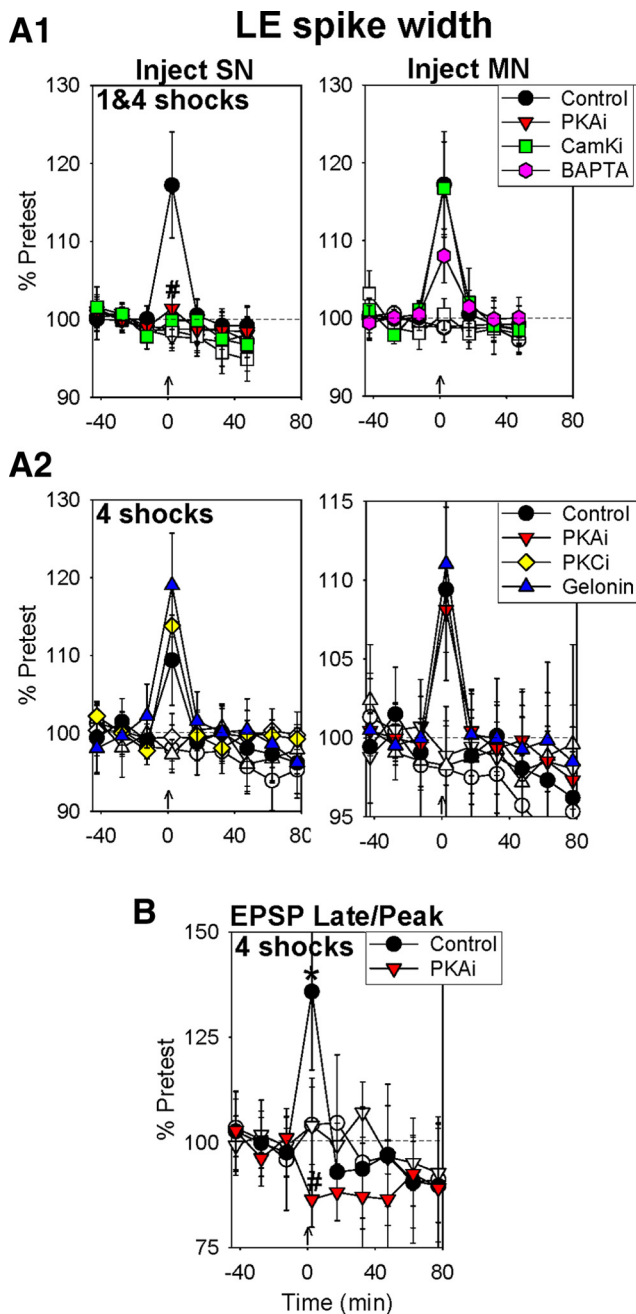 A1
LE spike width
Inject SN
Inject MN
1&4 shocks
Control
PKAi
CamKi
BAPTA
% Pretest
130
120
110
100
90
#
-40 0 40 80
130
120
110
100
90
-40 0 40 80
A2
4 shocks
Control
PKAi
PKCi
Gelonin
% Pretest
130
120
110
100
90
-40 0 40 80
% Pretest
115
110
105
100
95
-40 0 40 80
B
EPSP Late/Peak
4 shocks
Control
PKAi
% Pretest
150
125
100
75
*
#
-40 0 40 80
Time (min)